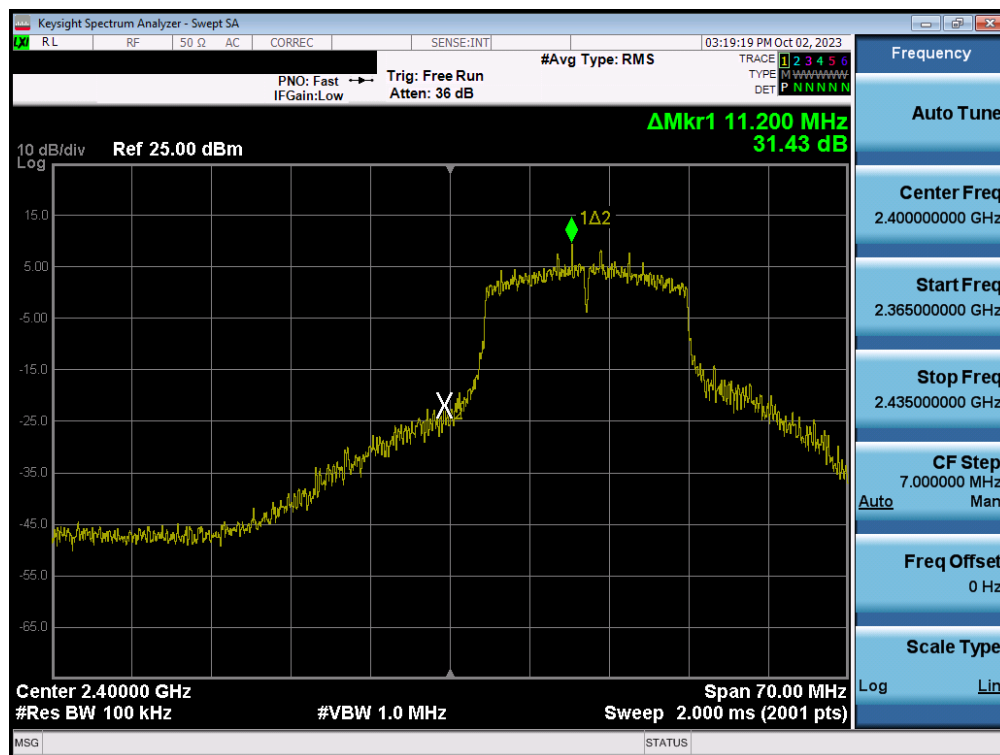 Keysight Spectrum Analyzer - Swept SA
LXI RL RF 50 Ω AC CORREC SENSE:INT 03:19:19 PM Oct 02, 2023
PNO: Fast
IFGain:Low
Trig: Free Run
Atten: 36 dB
#Avg Type: RMS
TRACE 1 2 3 4 5 6
TYPE M W W W W W
DET P N N N N N
ΔMkr1 11.200 MHz
31.43 dB
10 dB/div Ref 25.00 dBm
Log
15.0
5.00
-5.00
-15.0
-25.0
-35.0
-45.0
-55.0
-65.0
1Δ2
Center 2.40000 GHz Span 70.00 MHz
#Res BW 100 kHz #VBW 1.0 MHz Sweep 2.000 ms (2001 pts)
MSG STATUS
Frequency
Auto Tune
Center Freq
2.400000000 GHz
Start Freq
2.365000000 GHz
Stop Freq
2.435000000 GHz
CF Step
7.000000 MHz
Auto Man
Freq Offset
0 Hz
Scale Type
Log Lin